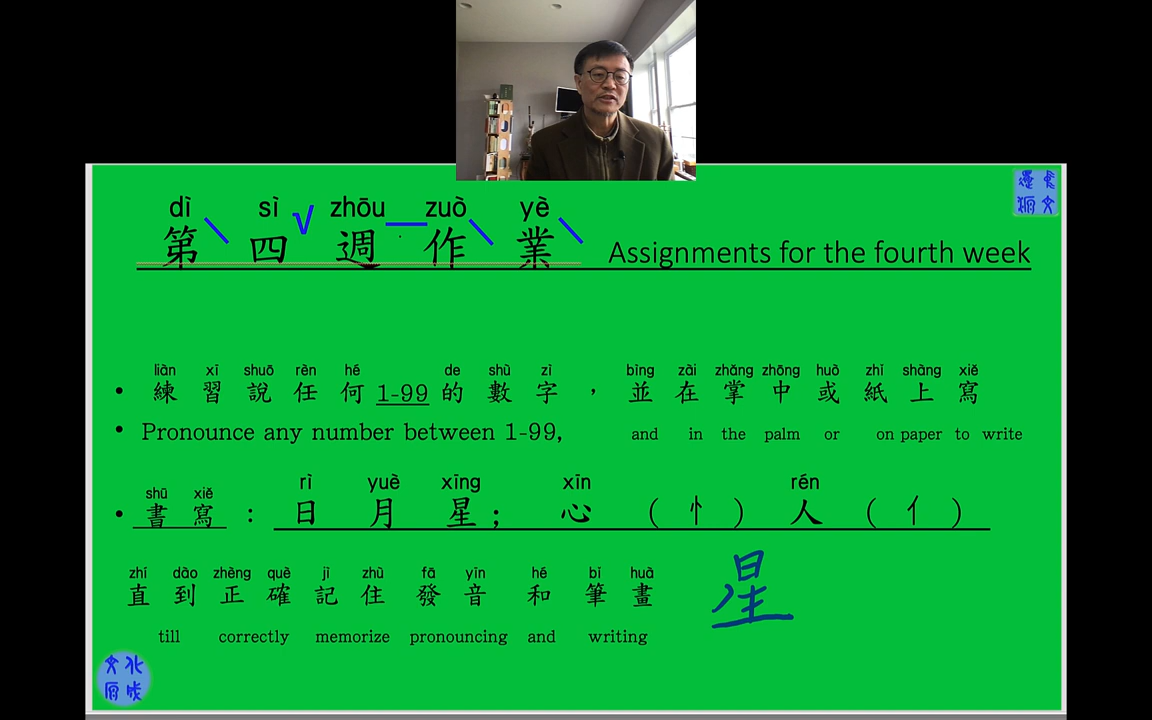 dì sì zhōu zuò yè
第 四 週 作 業 Assignments for the fourth week
liàn xí shuō rèn hé de shù zì bìng zài zhǎng zhōng huò zhǐ shàng xiě
• 練 習 說 任 何 1-99 的 數 字 ， 並 在 掌 中 或 紙 上 寫
• Pronounce any number between 1-99, and in the palm or on paper to write
shū xiě rì yuè xīng xīn rén
• 書 寫 : 日 月 星 ; 心 ( 忄 ) 人 ( 亻 )
zhí dào zhèng què jì zhù fā yīn hé bǐ huà
直 到 正 確 記 住 發 音 和 筆 畫
星
till correctly memorize pronouncing and writing